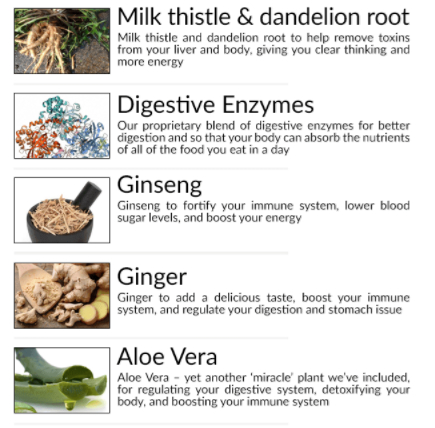 Milk thistle & dandelion root
Milk thistle and dandelion root to help remove toxins
from your liver and body, giving you clear thinking and
more energy
Digestive Enzymes
Our proprietary blend of digestive enzymes for better
digestion and so that your body can absorb the nutrients
of all of the food you eat in a day
Ginseng
Ginseng to fortify your immune system, lower blood
sugar levels, and boost your energy
Ginger
Ginger to add a delicious taste, boost your immune
system, and regulate your digestion and stomach issue
Aloe Vera
Aloe Vera – yet another ‘miracle’ plant we’ve included,
for regulating your digestive system, detoxifying your
body, and boosting your immune system